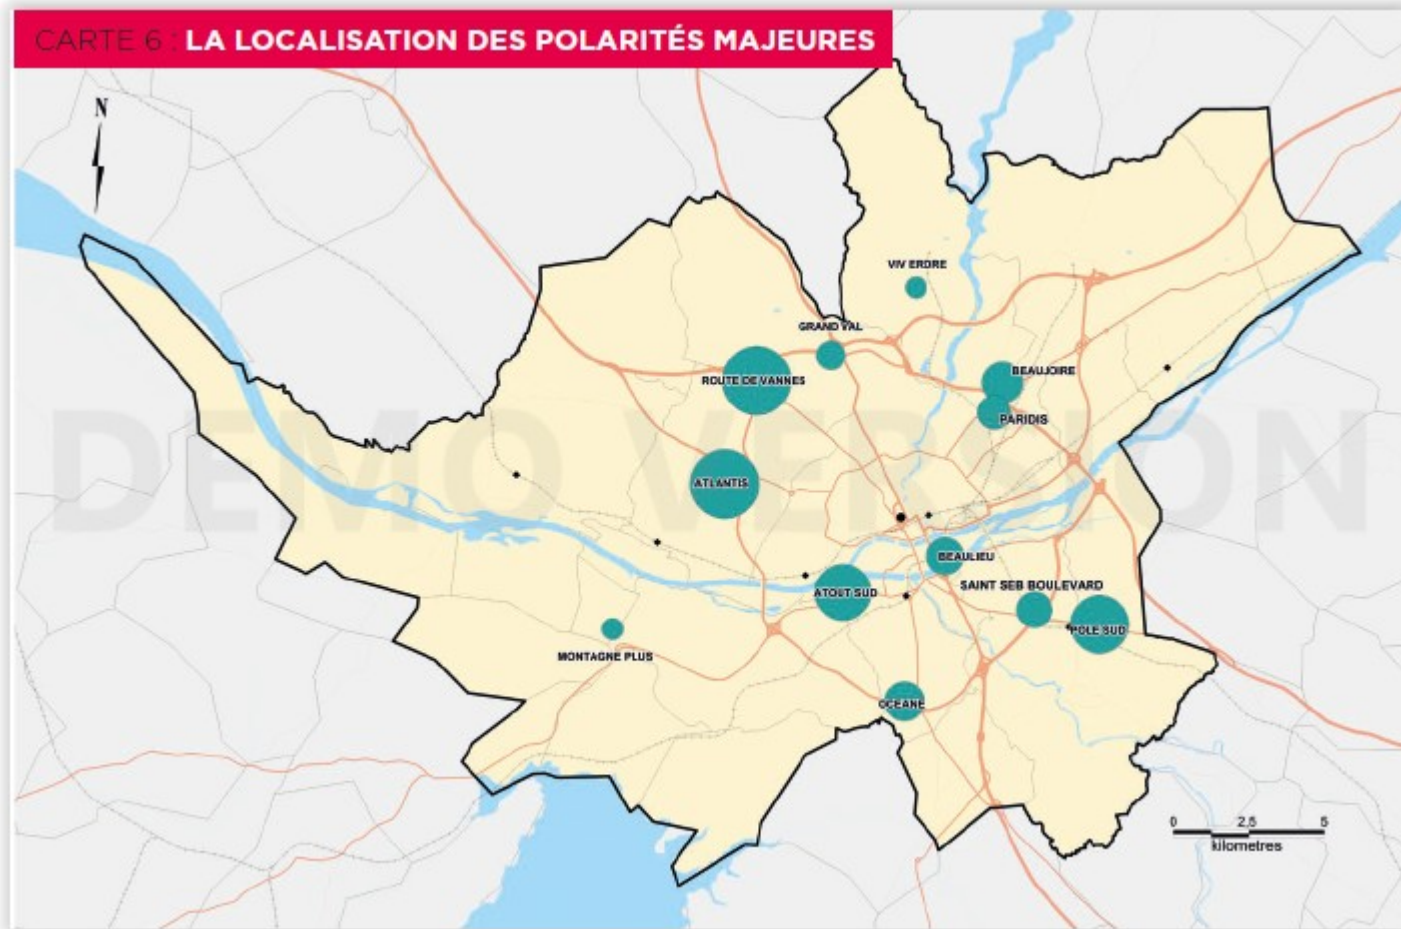 CARTE 6 : LA LOCALISATION DES POLARITÉS MAJEURES
N
VIV ERDRE
GRAND VAL
ROUTE DE VANNES
BEAUJOIRE
PARIDIS
ATLANTIS
BEAULIEU
SAINT SEB BOULEVARD
ATOUT SUD
POLE SUD
MONTAGNE PLUS
OCEANE
0 2,5 5
kilometres
DEMO VERSION